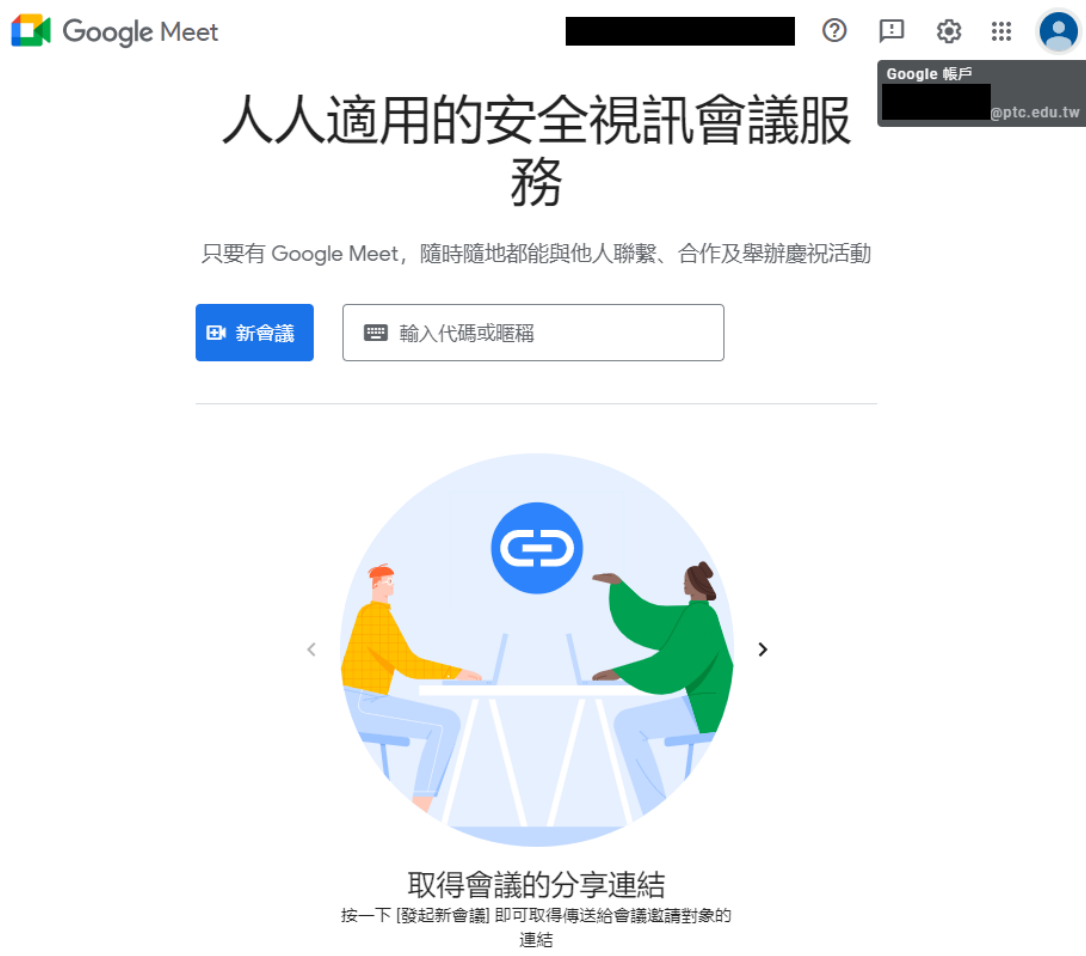 Google Meet
Google 帳戶
@ptc.edu.tw
人人適用的安全視訊會議服
務
只要有 Google Meet，隨時隨地都能與他人聯繫、合作及舉辦慶祝活動
新會議
輸入代碼或暱稱
取得會議的分享連結
按一下 [發起新會議] 即可取得傳送給會議邀請對象的
連結